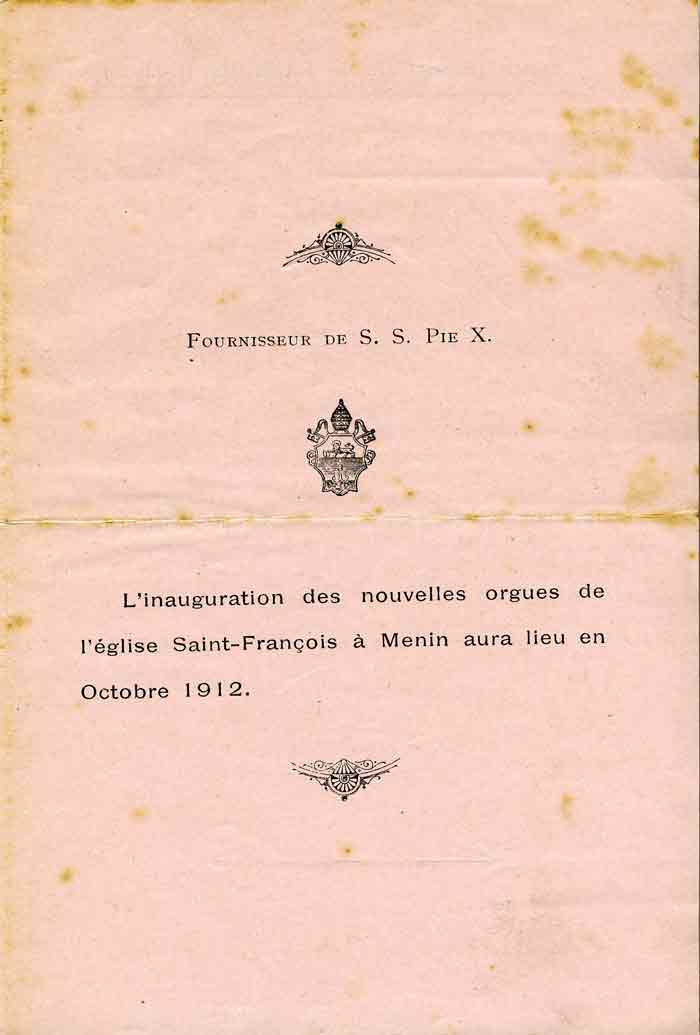 Fournisseur de S. S. Pie X.
L'inauguration des nouvelles orgues de
l'église Saint-François à Menin aura lieu en
Octobre 1912.